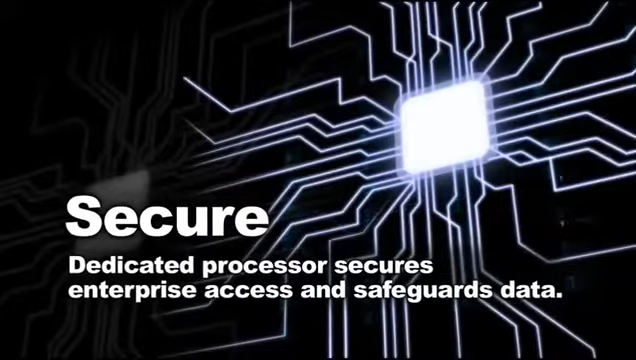 Secure
Dedicated processor secures
enterprise access and safeguards data.